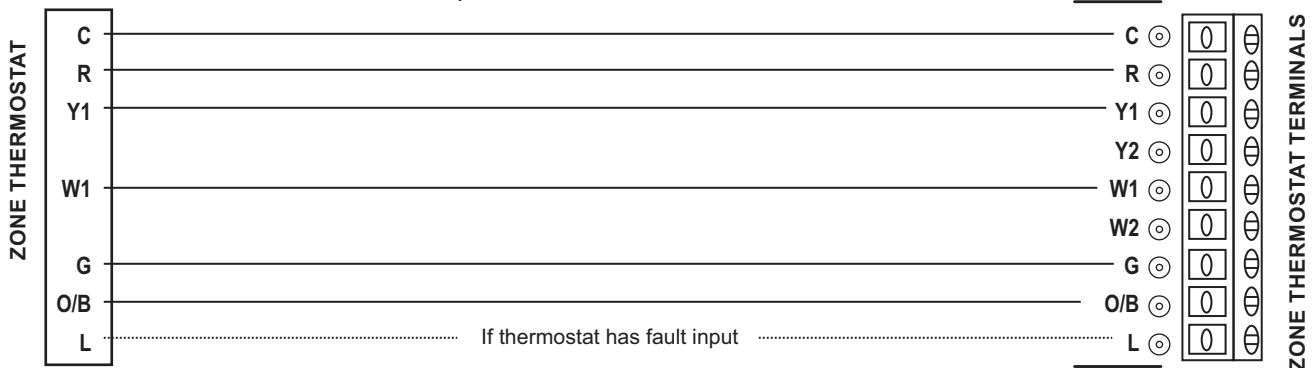 ZONE THERMOSTAT
C
R
Y1
W1
G
O/B
L
If thermostat has fault input
C
R
Y1
Y2
W1
W2
G
O/B
L
ZONE THERMOSTAT TERMINALS